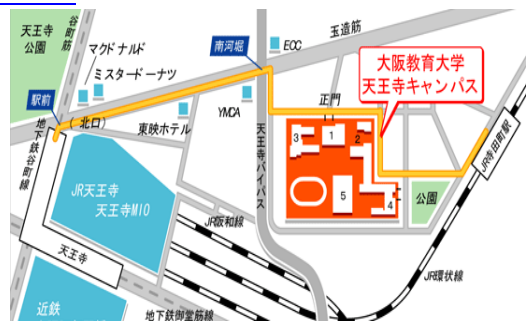 天王寺
公園
谷町筋
マクドナルド
ミスタードーナツ
南河堀
ECC
玉造筋
大阪教育大学
天王寺キャンパス
駅前
(北口)
YMCA
正門
東映ホテル
地下鉄谷町線
天王寺バイパス
JR寺田町駅
3
1
2
5
4
公園
JR天王寺
天王寺MIO
JR阪和線
天王寺
JR環状線
近鉄
地下鉄御堂筋線